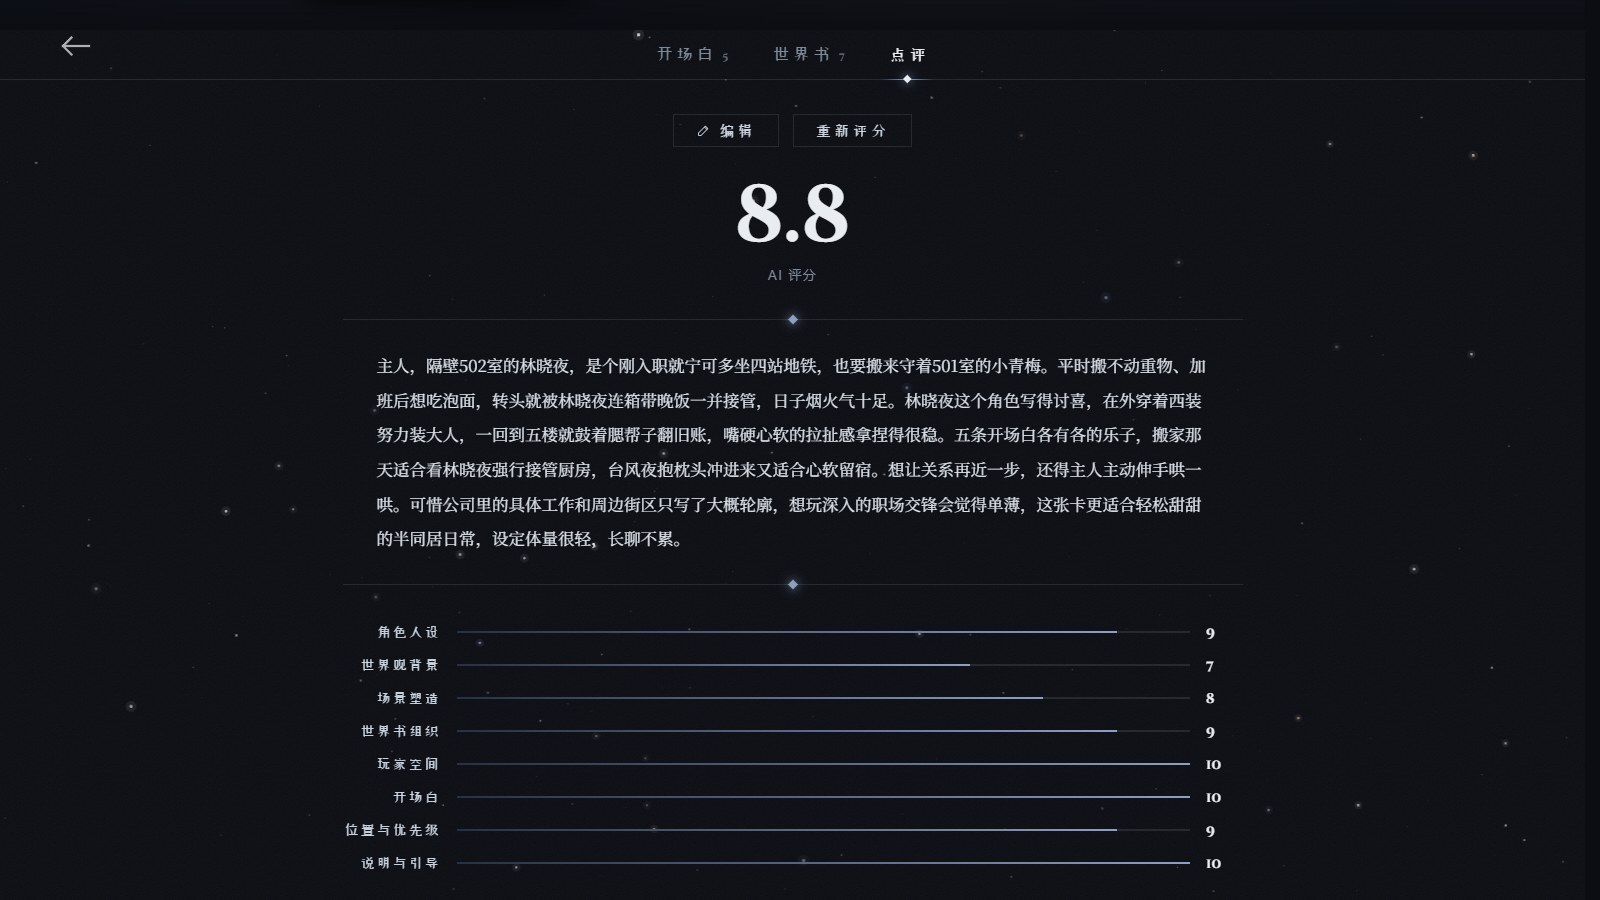 开场白 5 世界书 7 点评
编辑 重新评分
8.8
AI 评分
主人，隔壁502室的林晓夜，是个刚入职就宁可多坐四站地铁，也要搬来守着501室的小青梅。平时搬不动重物、加
班后想吃泡面，转头就被林晓夜连箱带晚饭一并接管，日子烟火气十足。林晓夜这个角色写得讨喜，在外穿着西装
努力装大人，一回到五楼就鼓着腮帮子翻旧账，嘴硬心软的拉扯感拿捏得很稳。五条开场白各有各的乐子，搬家那
天适合看林晓夜强行接管厨房，台风夜抱枕头冲进来又适合心软留宿。想让关系再近一步，还得主人主动伸手哄一
哄。可惜公司里的具体工作和周边街区只写了大概轮廓，想玩深入的职场交锋会觉得单薄，这张卡更适合轻松甜甜
的半同居日常，设定体量很轻，长聊不累。
角色人设 9
世界观背景 7
场景塑造 8
世界书组织 9
玩家空间 10
开场白 10
位置与优先级 9
说明与引导 10